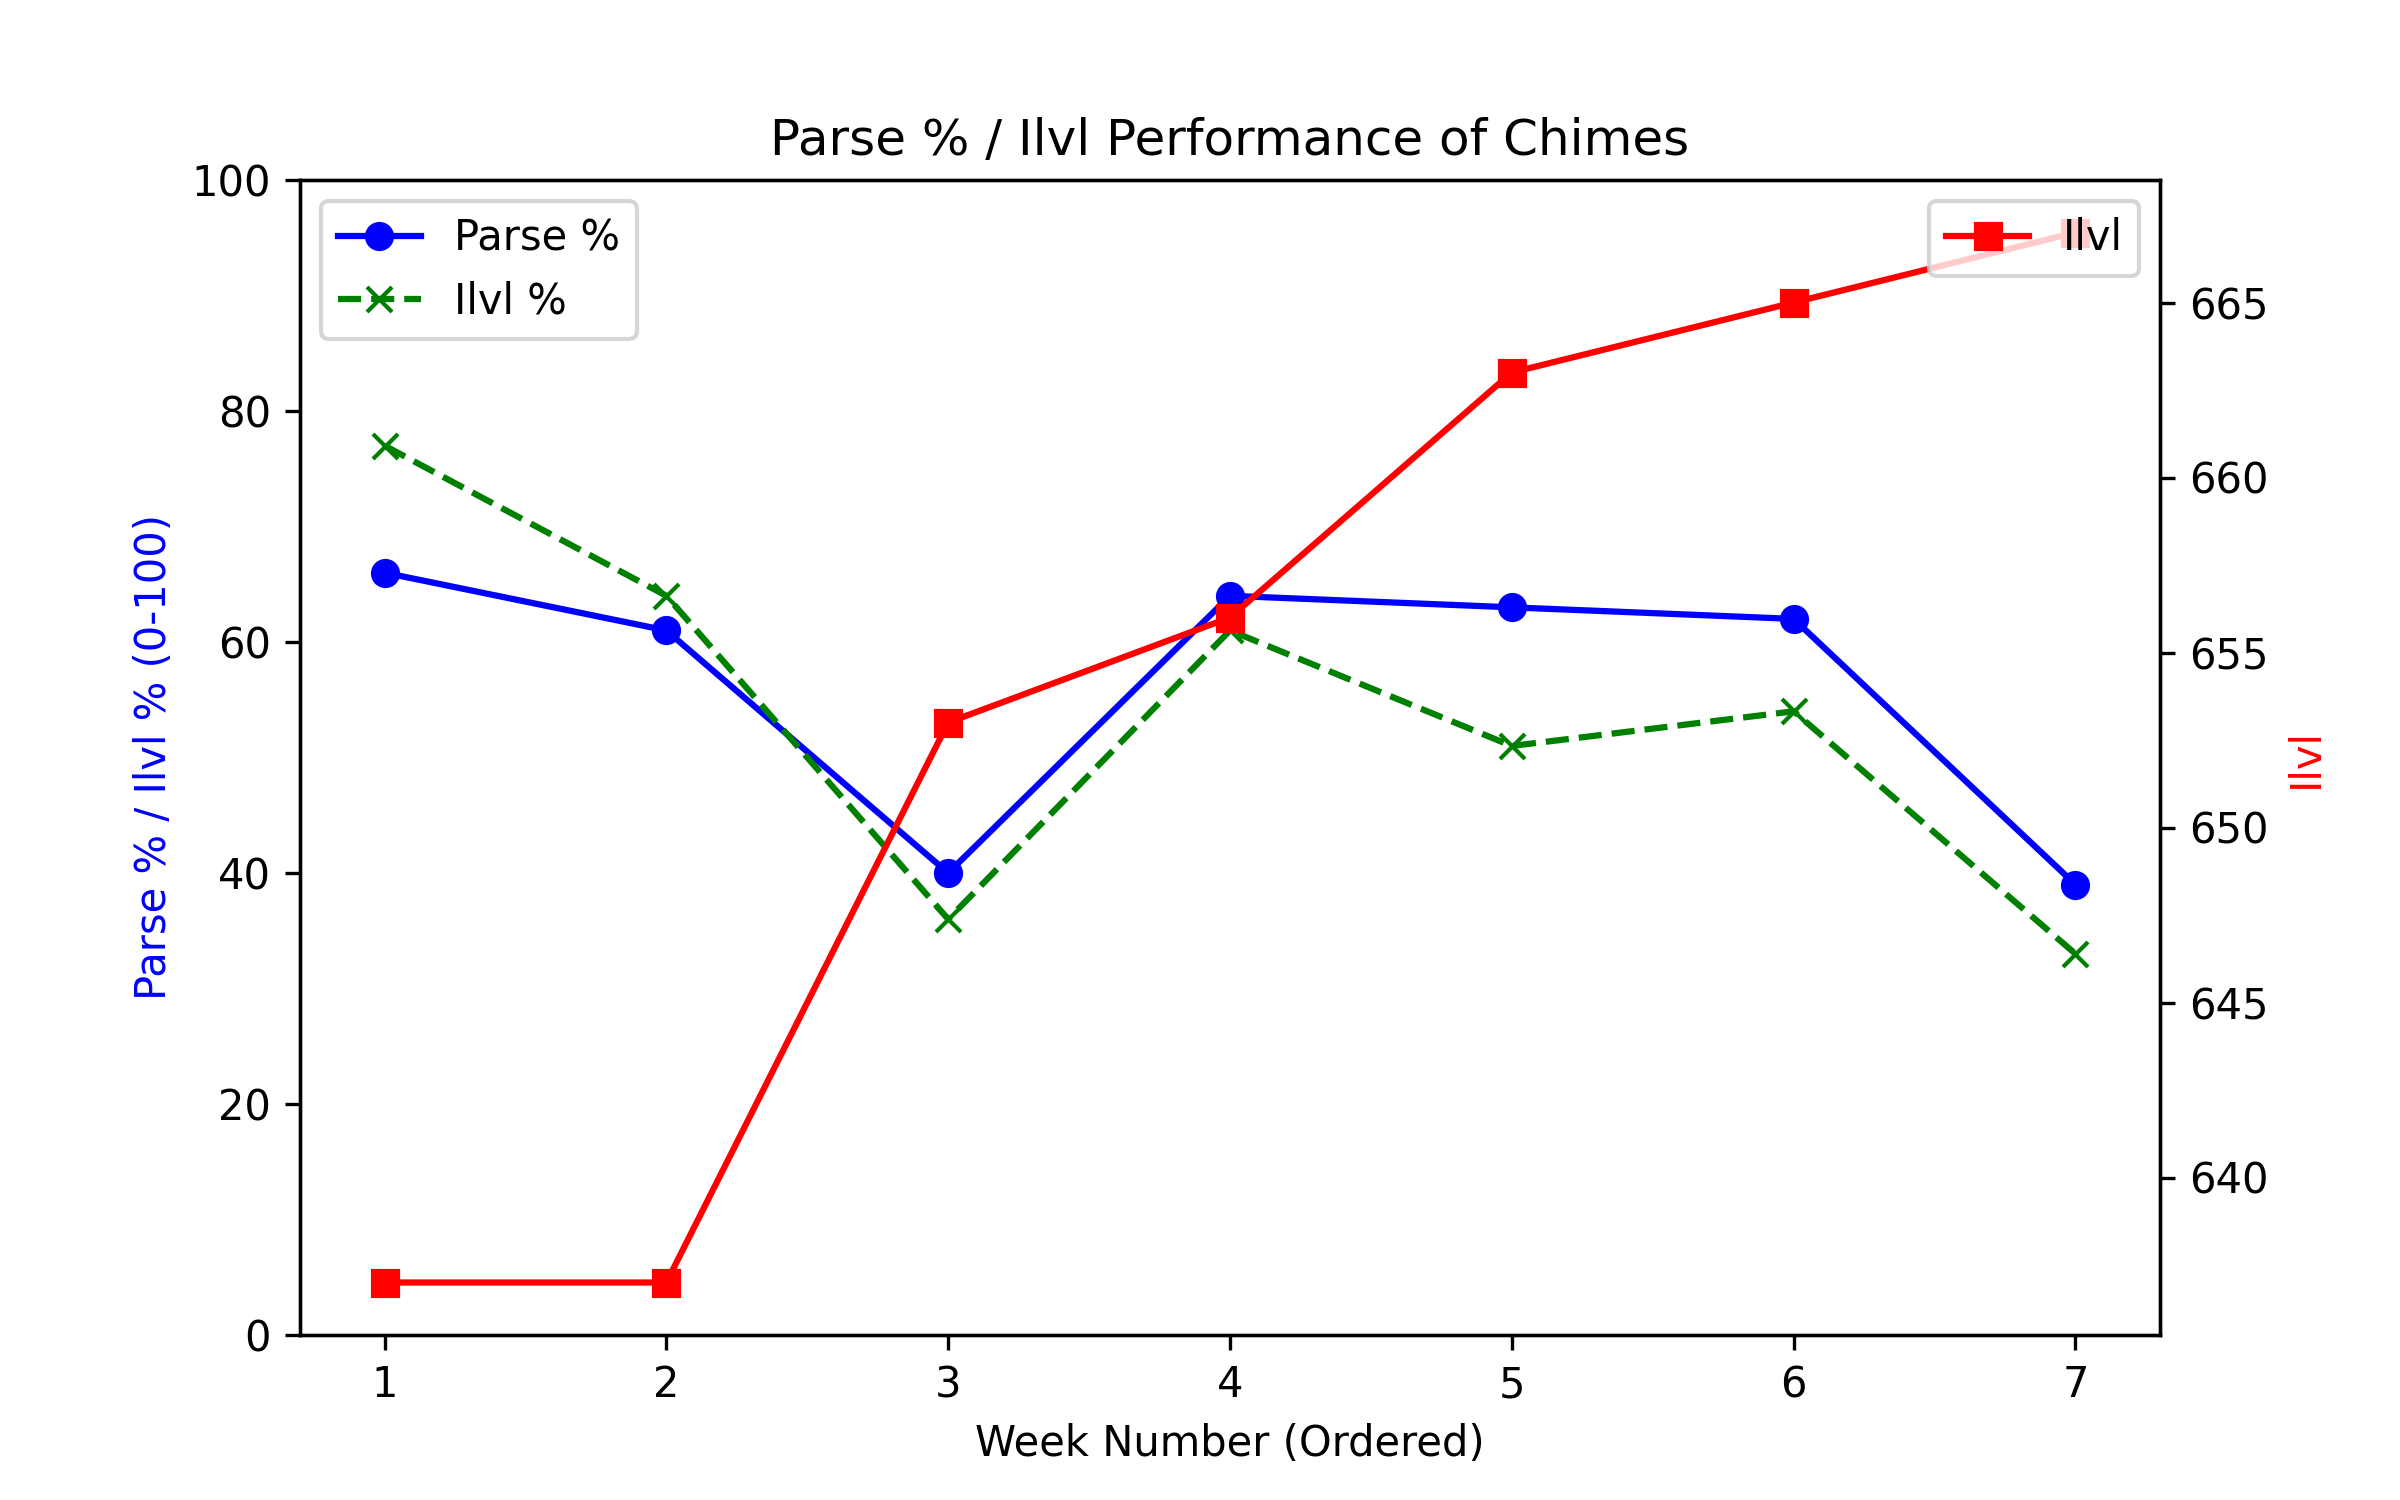 Parse % / Ilvl Performance of Chimes
Parse %
Ilvl %
Ilvl
100
80
60
40
20
0
Parse % / Ilvl % (0-100)
665
660
655
650
645
640
Ilvl
1 2 3 4 5 6 7
Week Number (Ordered)